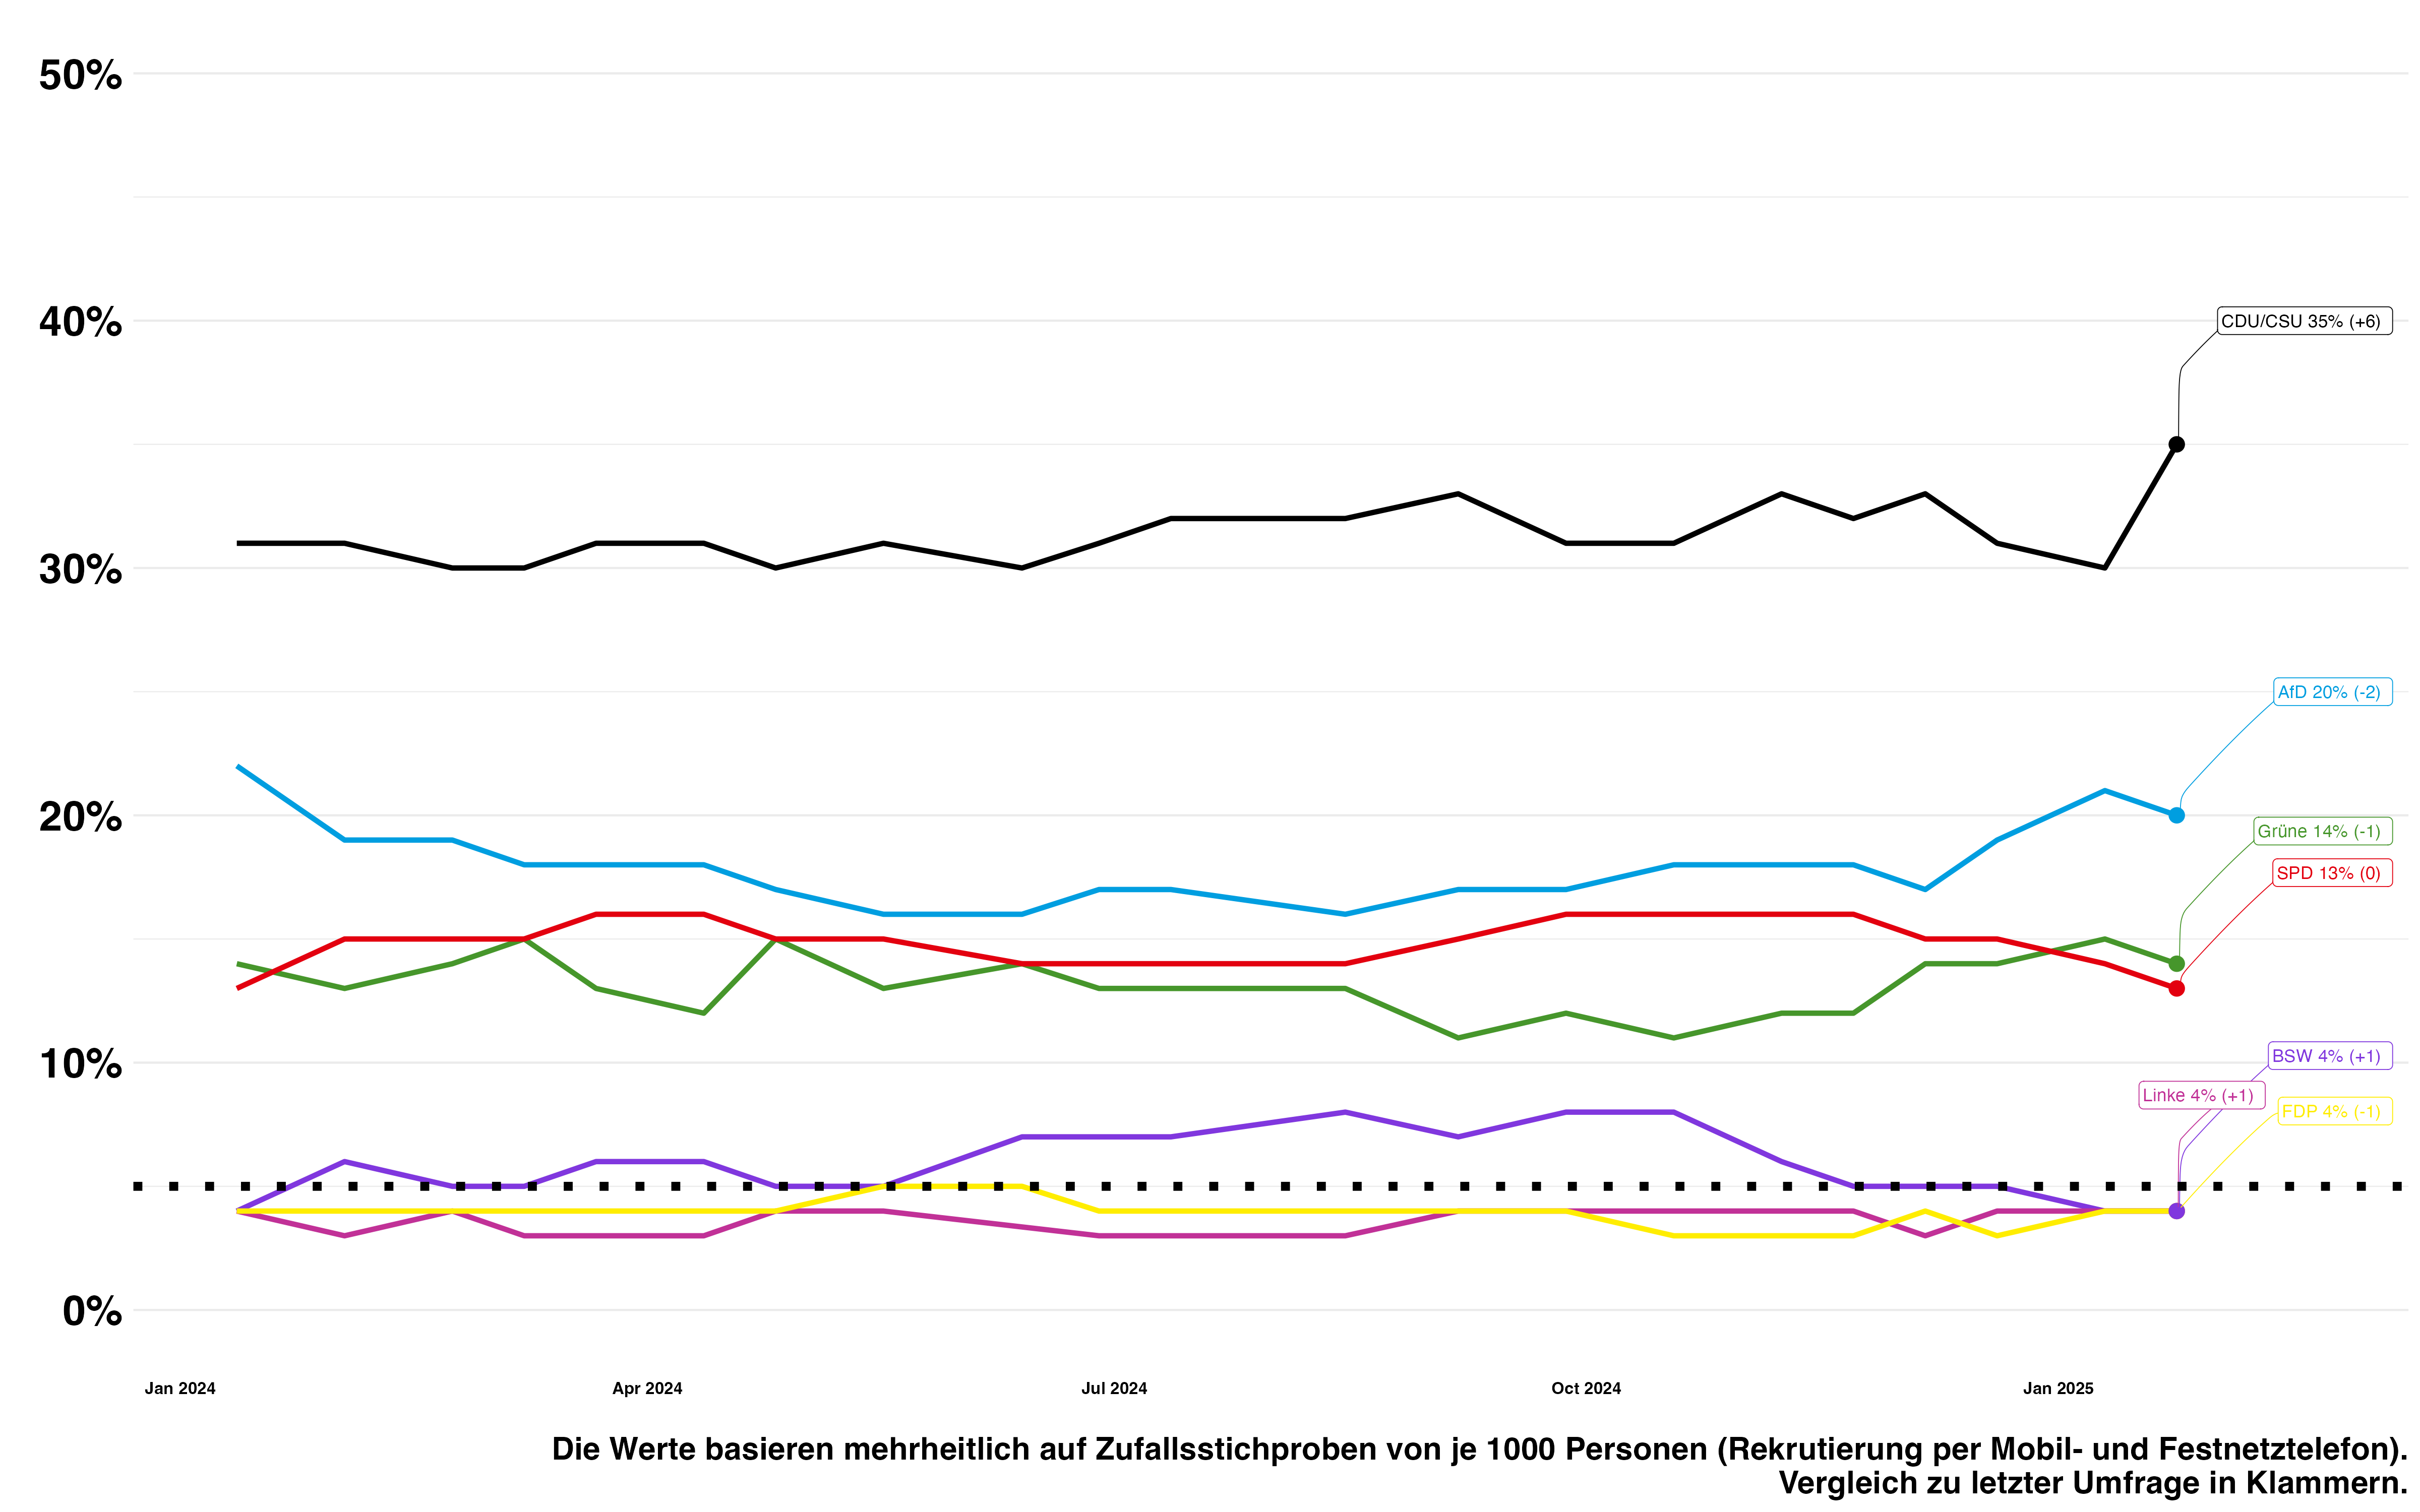 50%
40%
30%
20%
10%
0%
CDU/CSU 35% (+6)
AfD 20% (-2)
Grüne 14% (-1)
SPD 13% (0)
BSW 4% (+1)
Linke 4% (+1)
FDP 4% (-1)
Jan 2024
Apr 2024
Jul 2024
Oct 2024
Jan 2025
Die Werte basieren mehrheitlich auf Zufallsstichproben von je 1000 Personen (Rekrutierung per Mobil- und Festnetztelefon).
Vergleich zu letzter Umfrage in Klammern.